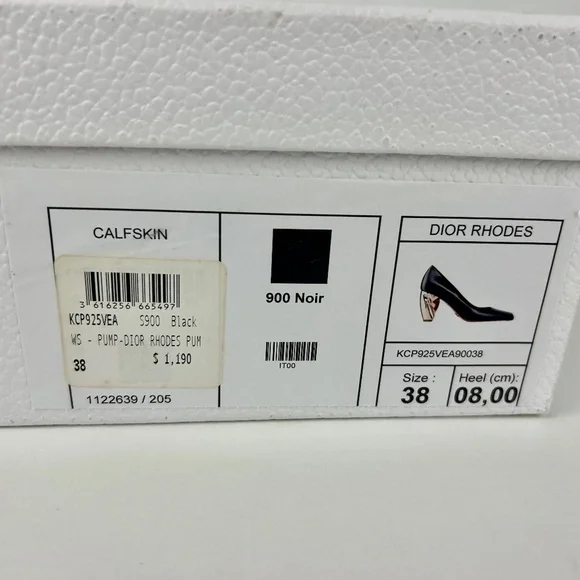 CALFSKIN
3 616256 665497
KCP925VEA S900 Black
WS - PUMP-DIOR RHODES PUM
38 $ 1,190
1122639 / 205
900 Noir
IT00
DIOR RHODES
KCP925VEA90038
Size : Heel (cm):
38 08,00